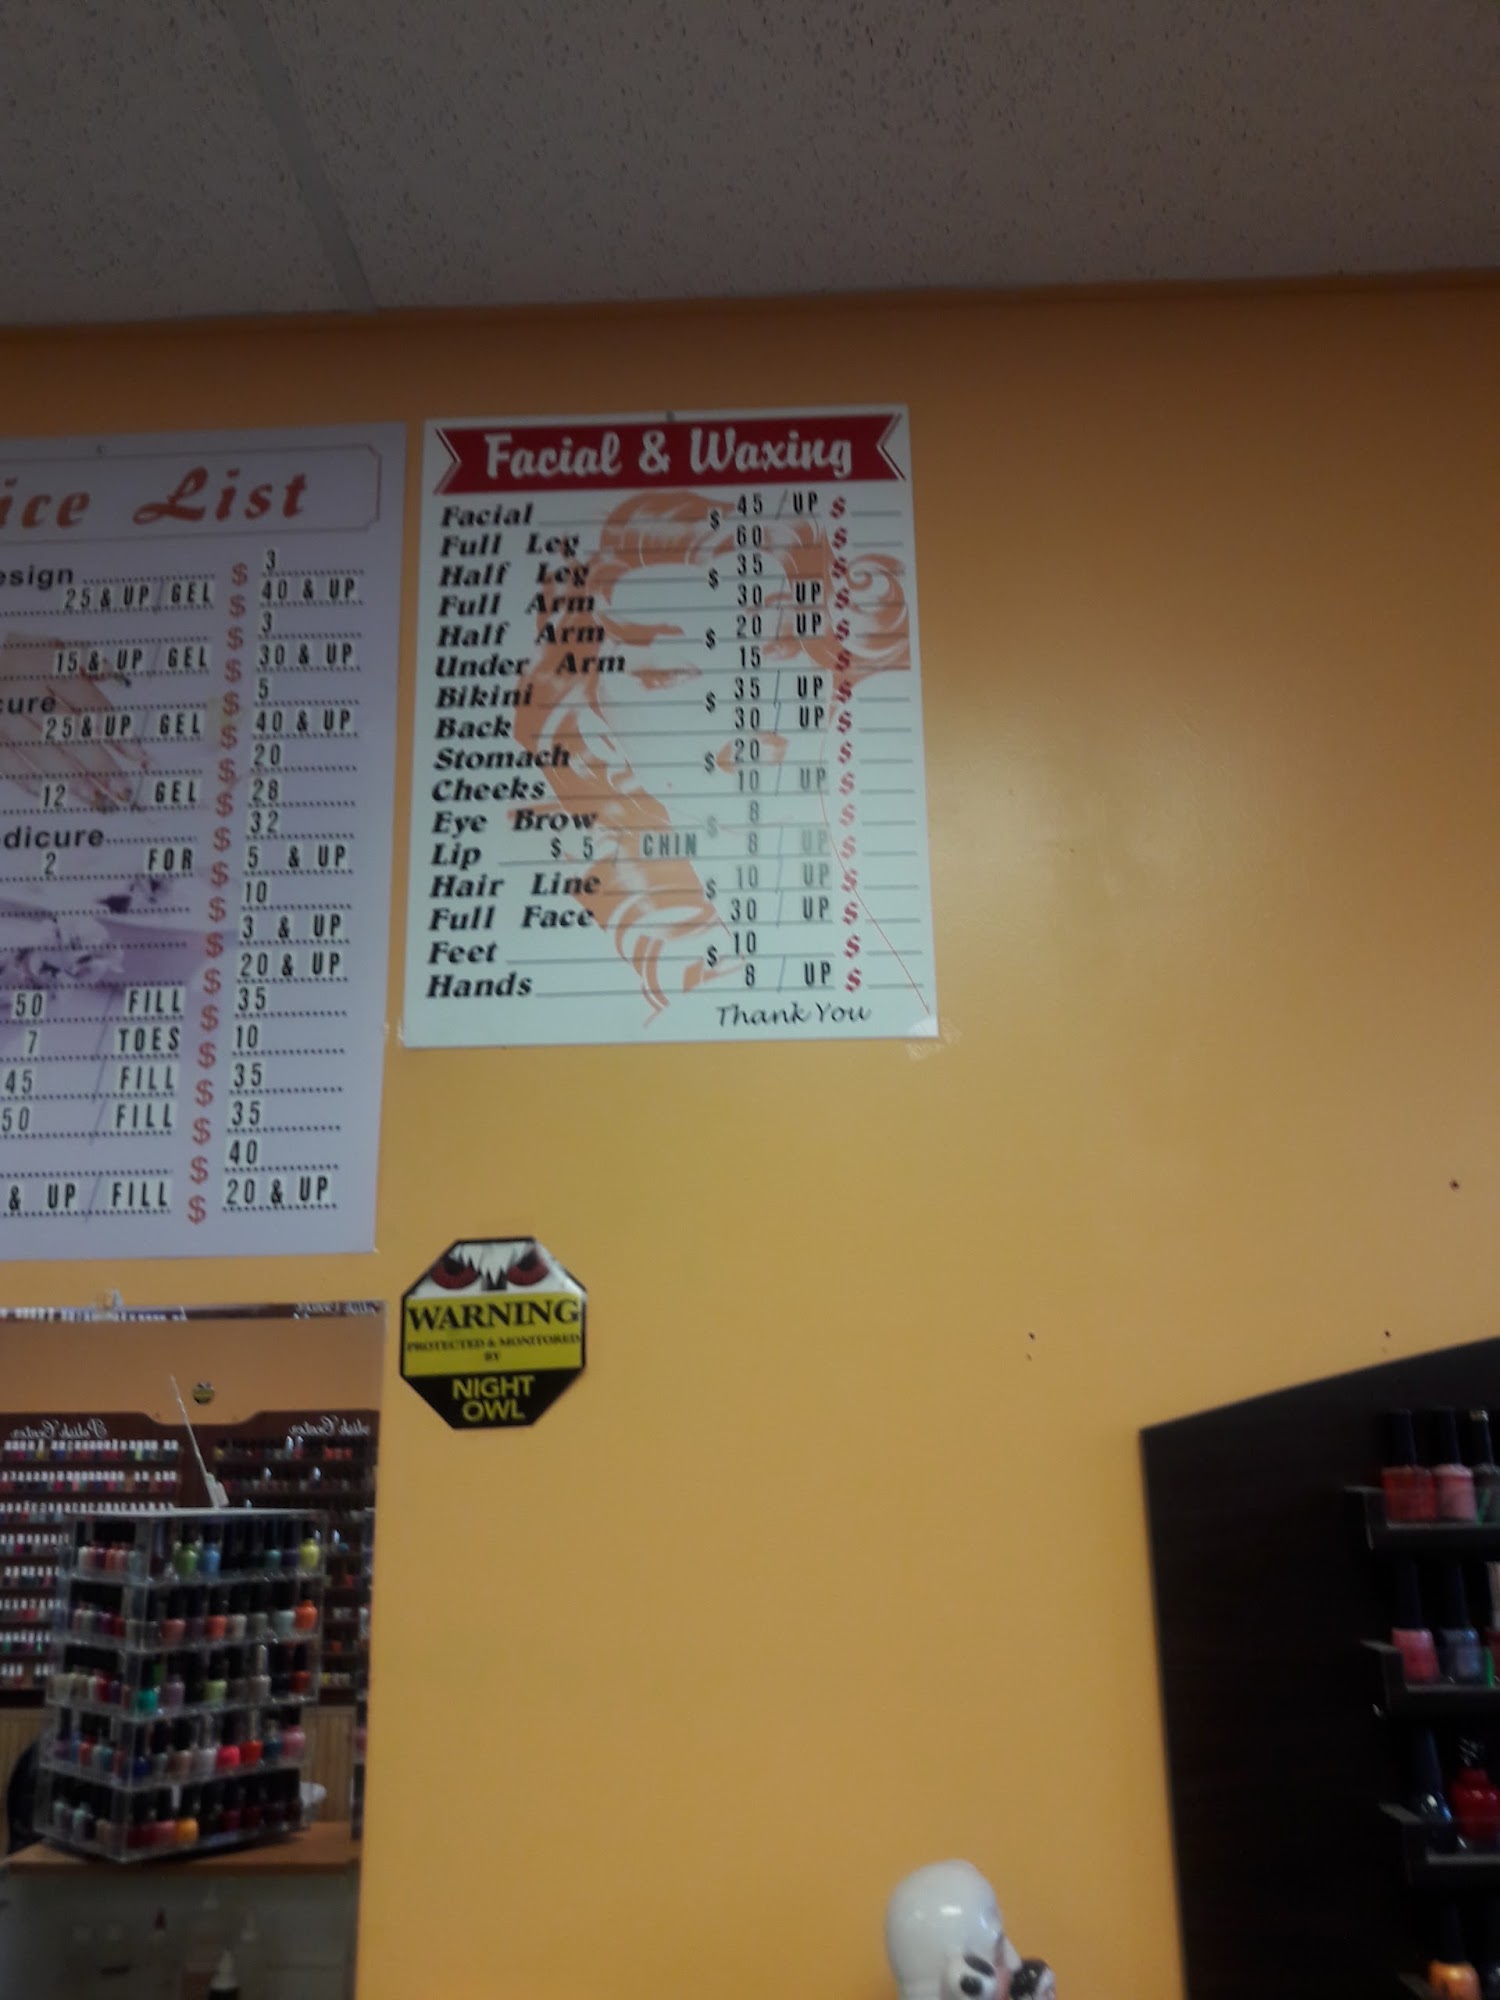 ice List
esign $ 3
25 & UP / GEL $ 40 & UP
$ 3
15 & UP / GEL $ 30 & UP
cure $ 5
25 & UP / GEL $ 40 & UP
$ 20
12 / GEL $ 28
dicure $ 32
2 FOR $ 5 & UP
$ 10
$ 3 & UP
$ 20 & UP
50 / FILL $ 35
7 / TOES $ 10
45 / FILL $ 35
50 / FILL $ 35
$ 40
& UP / FILL $ 20 & UP
Facial & Waxing
Facial $ 45 / UP $
Full Leg 60 $
Half Leg $ 35 $
Full Arm 30 / UP $
Half Arm $ 20 / UP $
Under Arm 15 $
Bikini $ 35 / UP $
Back 30 / UP $
Stomach $ 20 $
Cheeks 10 / UP $
Eye Brow $ 8 $
Lip $ 5 / CHIN 8 / UP $
Hair Line $ 10 / UP $
Full Face 30 / UP $
Feet $ 10 $
Hands 8 / UP $
Thank You
WARNING
PROTECTED & MONITORED
BY
NIGHT
OWL